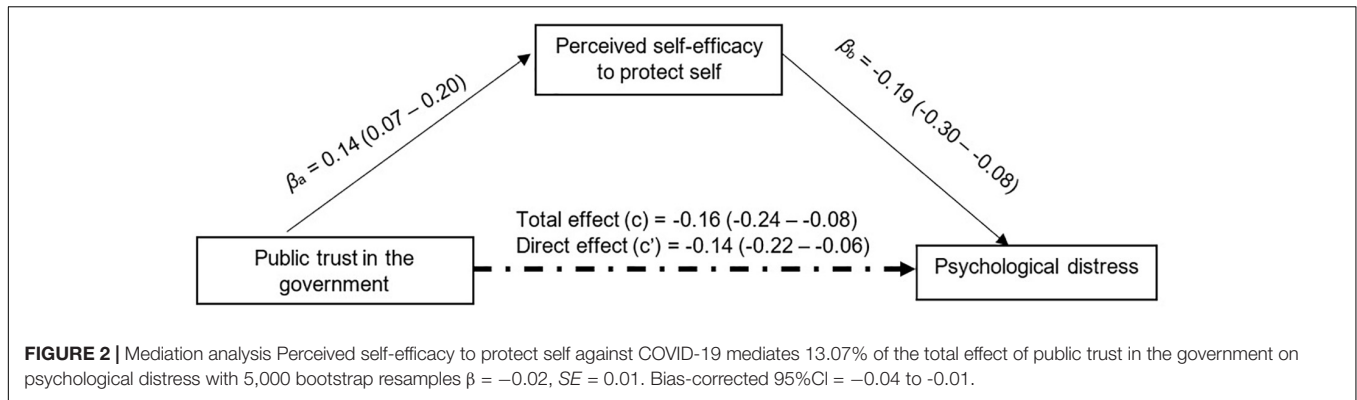 Perceived self-efficacy
to protect self
βa = 0.14 (0.07 – 0.20)
βb = -0.19 (-0.30 – -0.08)
Total effect (c) = -0.16 (-0.24 – -0.08)
Direct effect (c') = -0.14 (-0.22 – -0.06)
Public trust in the
government
Psychological distress
FIGURE 2 | Mediation analysis Perceived self-efficacy to protect self against COVID-19 mediates 13.07% of the total effect of public trust in the government on
psychological distress with 5,000 bootstrap resamples β = −0.02, SE = 0.01. Bias-corrected 95%CI = −0.04 to -0.01.